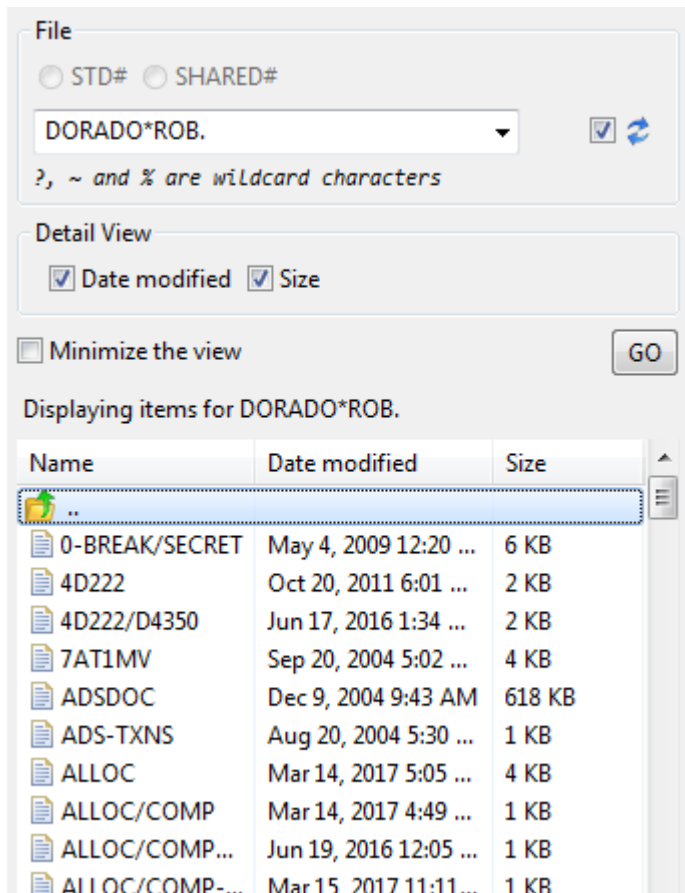 File
STD# SHARED#
DORADO*ROB.
?, ~ and % are wildcard characters
Detail View
Date modified Size
Minimize the view GO
Displaying items for DORADO*ROB.
Name Date modified Size
..
0-BREAK/SECRET May 4, 2009 12:20 ... 6 KB
4D222 Oct 20, 2011 6:01 ... 2 KB
4D222/D4350 Jun 17, 2016 1:34 ... 2 KB
7AT1MV Sep 20, 2004 5:02 ... 4 KB
ADSDOC Dec 9, 2004 9:43 AM 618 KB
ADS-TXNS Aug 20, 2004 5:30 ... 1 KB
ALLOC Mar 14, 2017 5:05 ... 4 KB
ALLOC/COMP Mar 14, 2017 4:49 ... 1 KB
ALLOC/COMP... Jun 19, 2016 12:05 ... 1 KB
ALLOC/COMP-... Mar 15, 2017 11:11... 1 KB